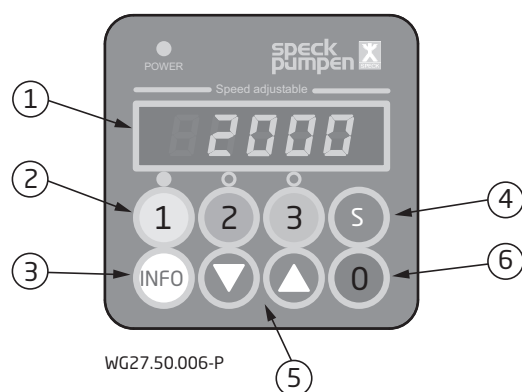 POWER
speck
pumpen
SPECK
Speed adjustable
1
2000
2
1 2 3 S
4
3
INFO 0
6
5
WG27.50.006-P